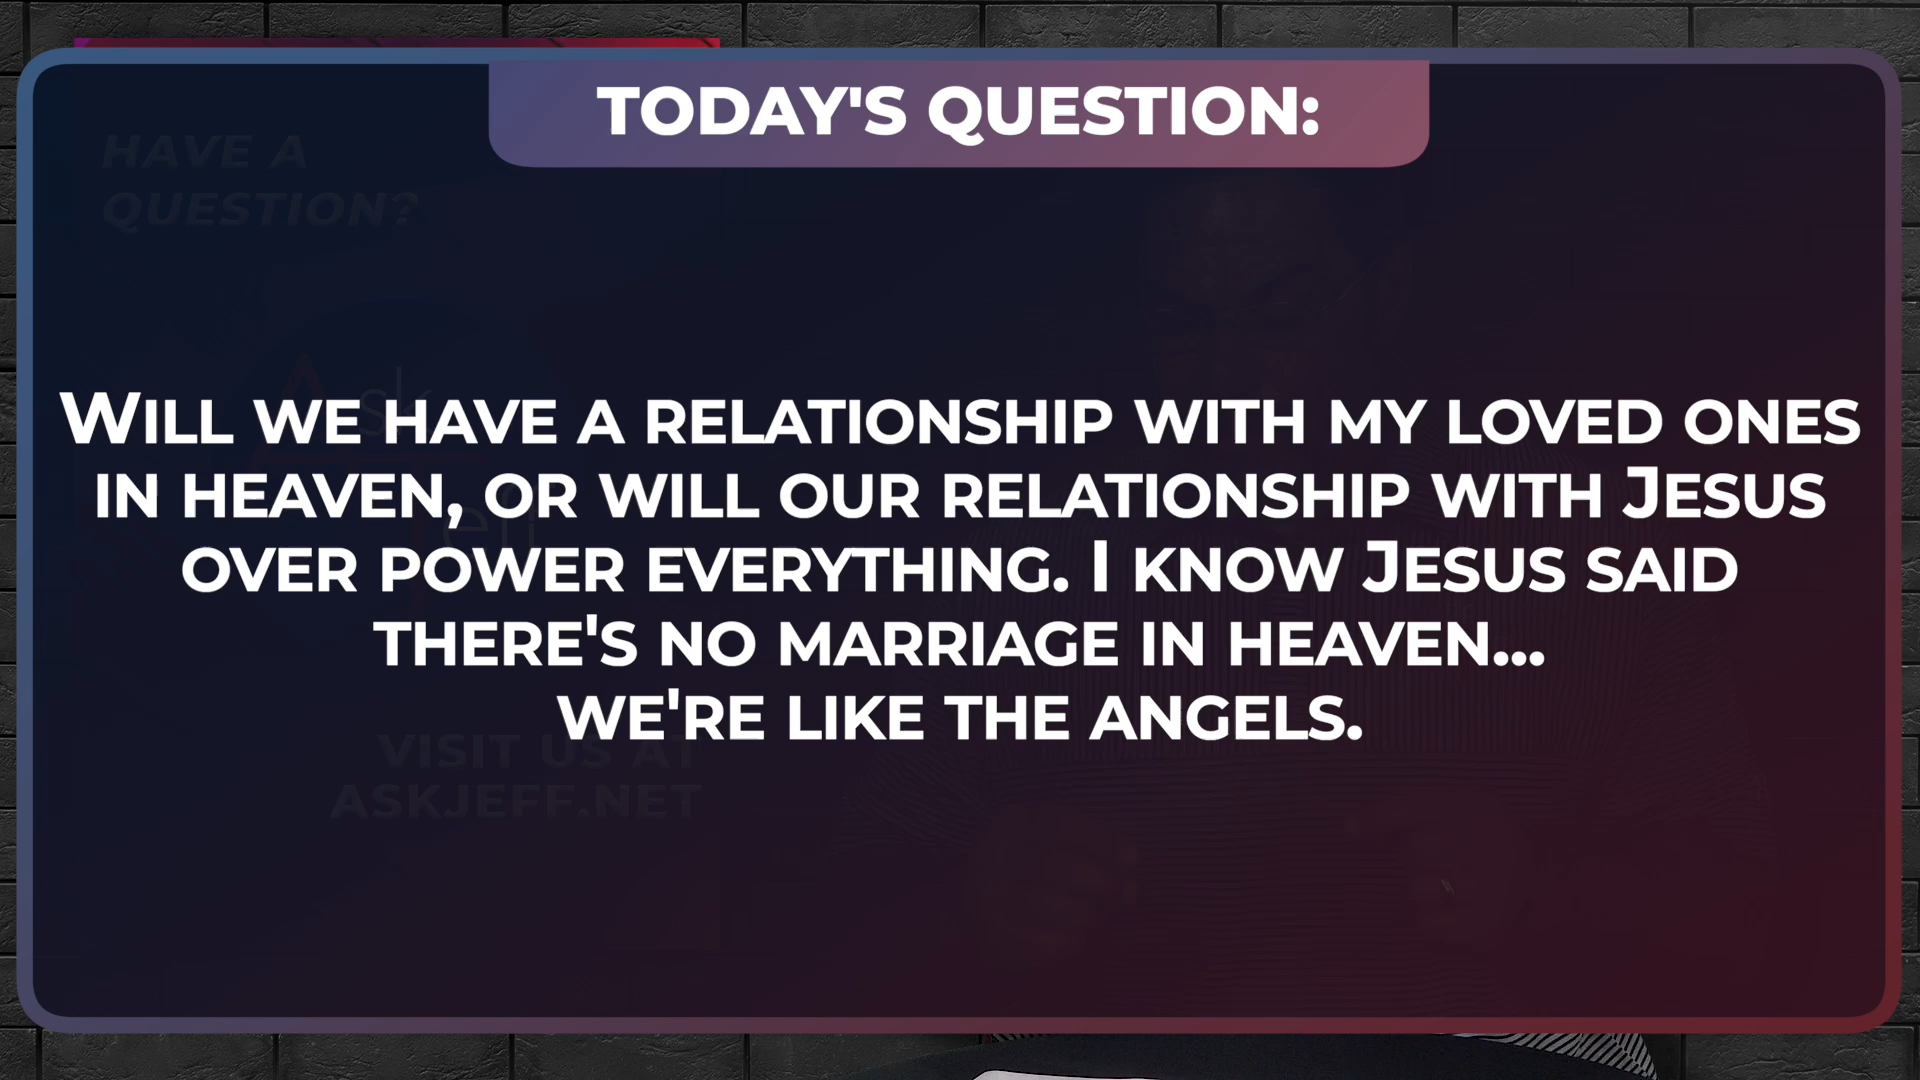 HAVE A
QUESTION?
TODAY'S QUESTION:
WILL WE HAVE A RELATIONSHIP WITH MY LOVED ONES
IN HEAVEN, OR WILL OUR RELATIONSHIP WITH JESUS
OVER POWER EVERYTHING. I KNOW JESUS SAID
THERE'S NO MARRIAGE IN HEAVEN...
WE'RE LIKE THE ANGELS.
VISIT US AT
ASKJEFF.NET